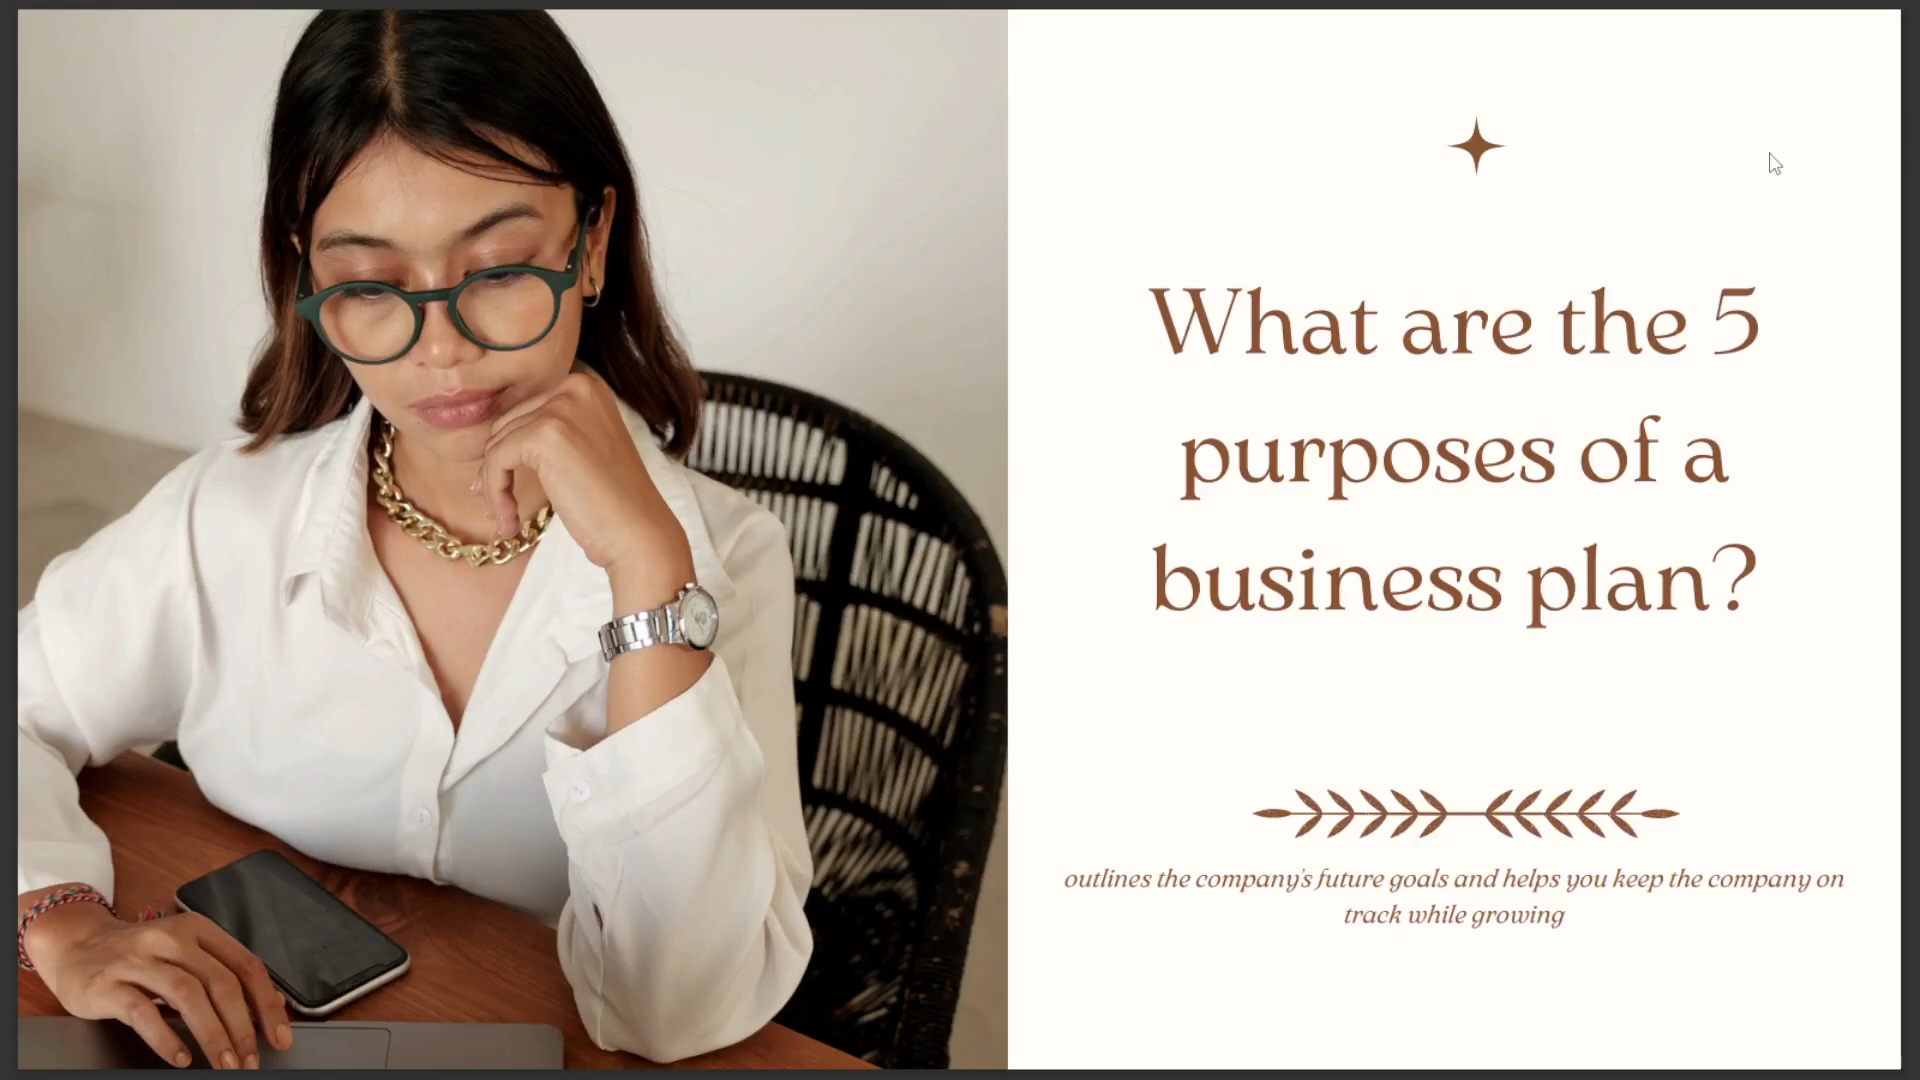 What are the 5
purposes of a
business plan?
outlines the company's future goals and helps you keep the company on
track while growing